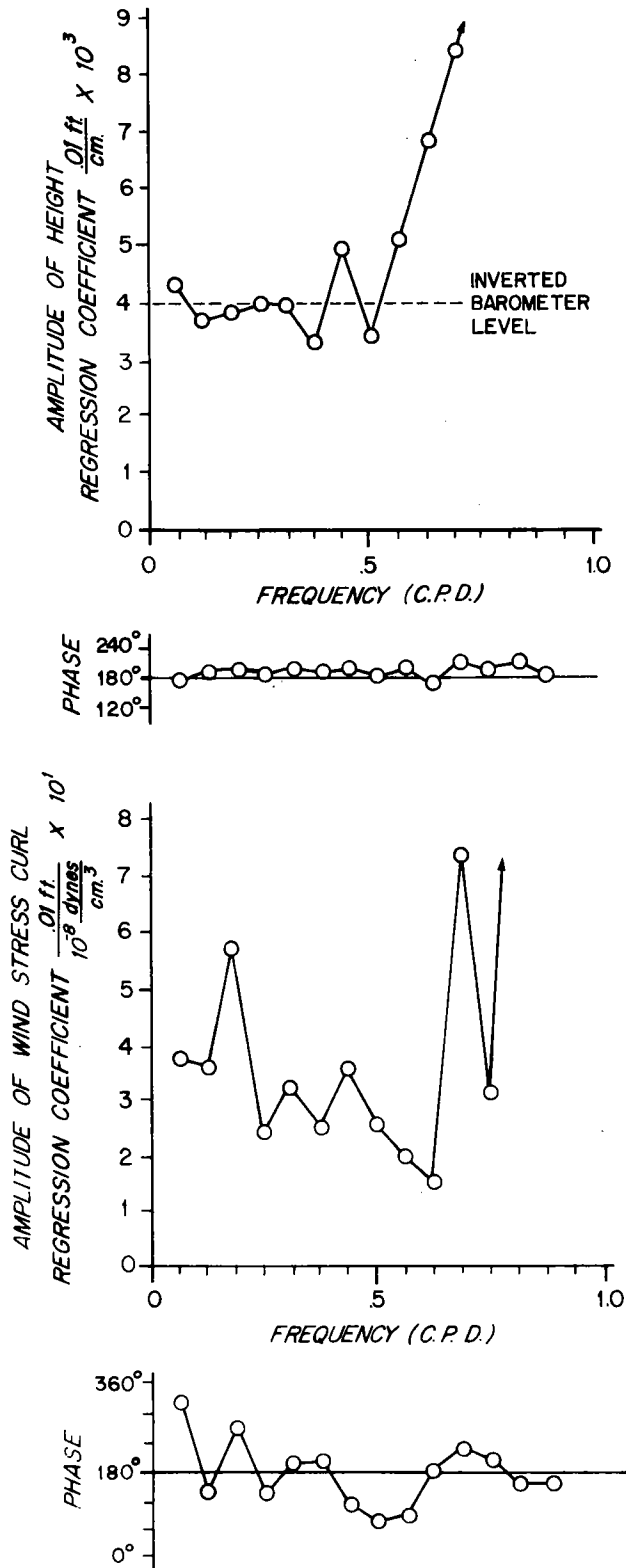 AMPLITUDE OF HEIGHT
REGRESSION COEFFICIENT .01 ft. / cm. X 10³
9
8
7
6
5
4
3
2
1
0
INVERTED
BAROMETER
LEVEL
0 .5 1.0
FREQUENCY (C.P.D.)
PHASE
240°
180°
120°
AMPLITUDE OF WIND STRESS CURL
REGRESSION COEFFICIENT .01 ft. / 10⁻⁸ dynes / cm³ X 10¹
8
7
6
5
4
3
2
1
0
0 .5 1.0
FREQUENCY (C.P.D.)
PHASE
360°
180°
0°